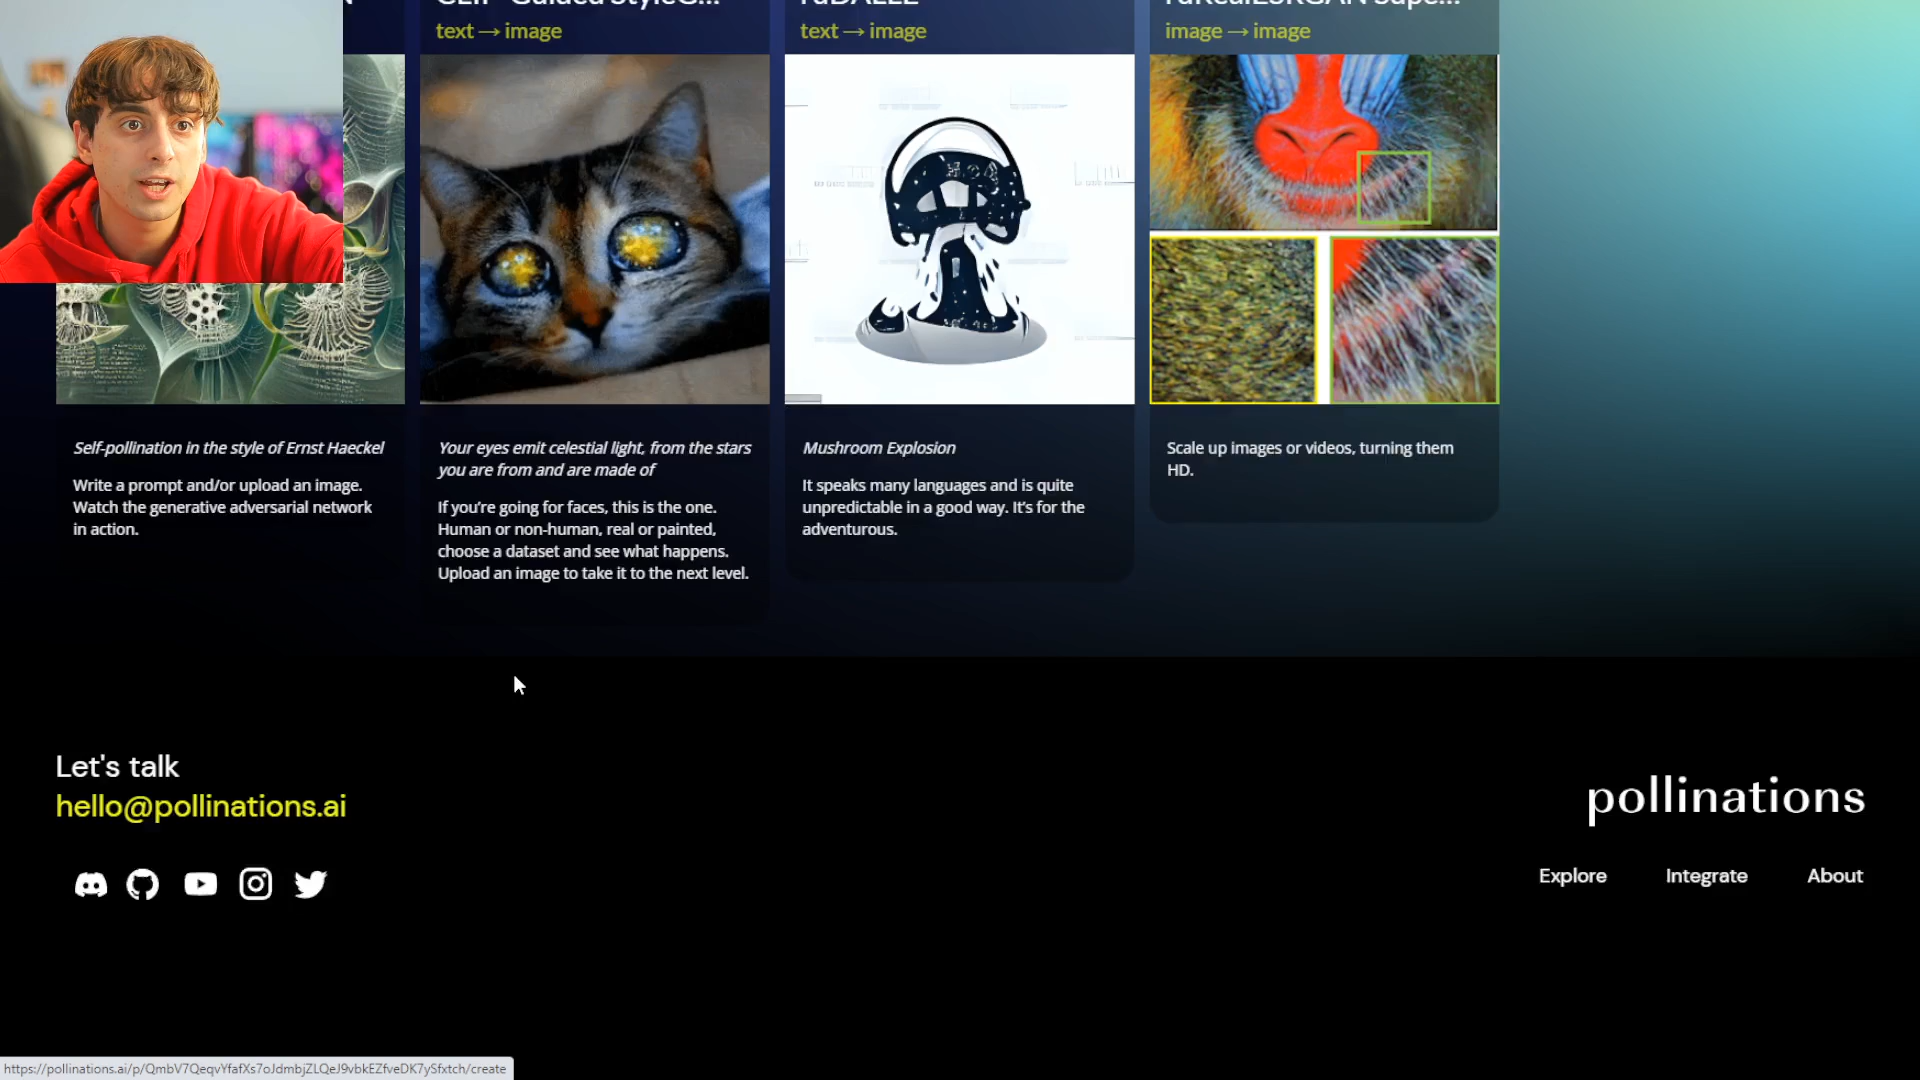 text → image
text → image
image → image
Self-pollination in the style of Ernst Haeckel
Write a prompt and/or upload an image.
Watch the generative adversarial network
in action.
Your eyes emit celestial light, from the stars
you are from and are made of
If you're going for faces, this is the one.
Human or non-human, real or painted,
choose a dataset and see what happens.
Upload an image to take it to the next level.
Mushroom Explosion
It speaks many languages and is quite
unpredictable in a good way. It's for the
adventurous.
Scale up images or videos, turning them
HD.
Let's talk
hello@pollinations.ai
pollinations
Explore Integrate About
https://pollinations.ai/p/QmbV7QeqvYfafXs7oJdmbjZLQeJ9vbkEZfveDK7ySfxtch/create